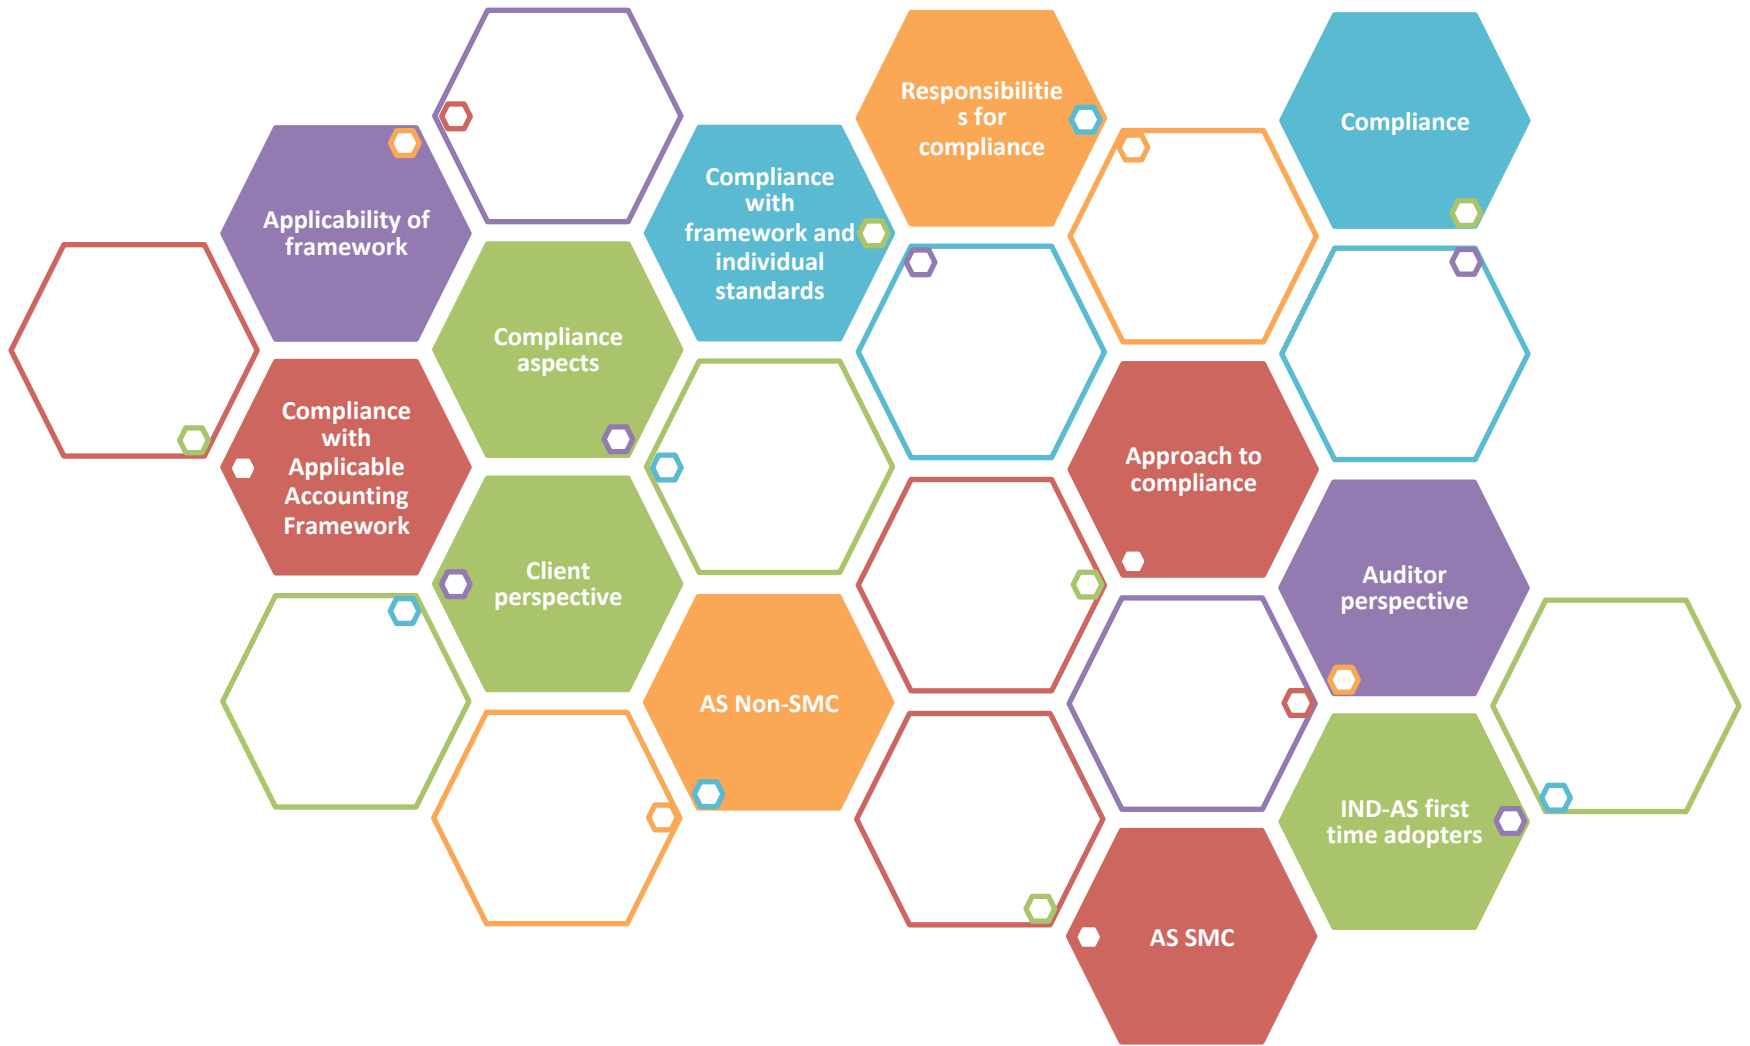 Responsibilitie
s for
compliance
Compliance
Compliance
with
framework and
individual
standards
Applicability of
framework
Compliance
aspects
Compliance
with
Applicable
Accounting
Framework
Approach to
compliance
Client
perspective
Auditor
perspective
AS Non-SMC
IND-AS first
time adopters
AS SMC